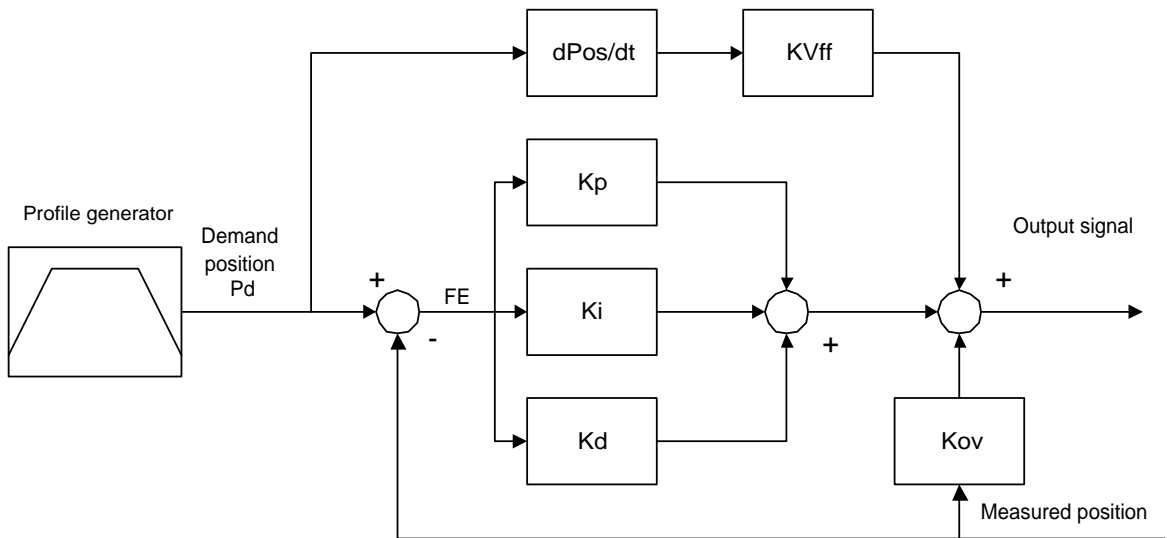 dPos/dt
KVff
Kp
Profile generator
Demand
position
Pd
Output signal
+
FE
Ki
+
-
+
Kd
Kov
Measured position